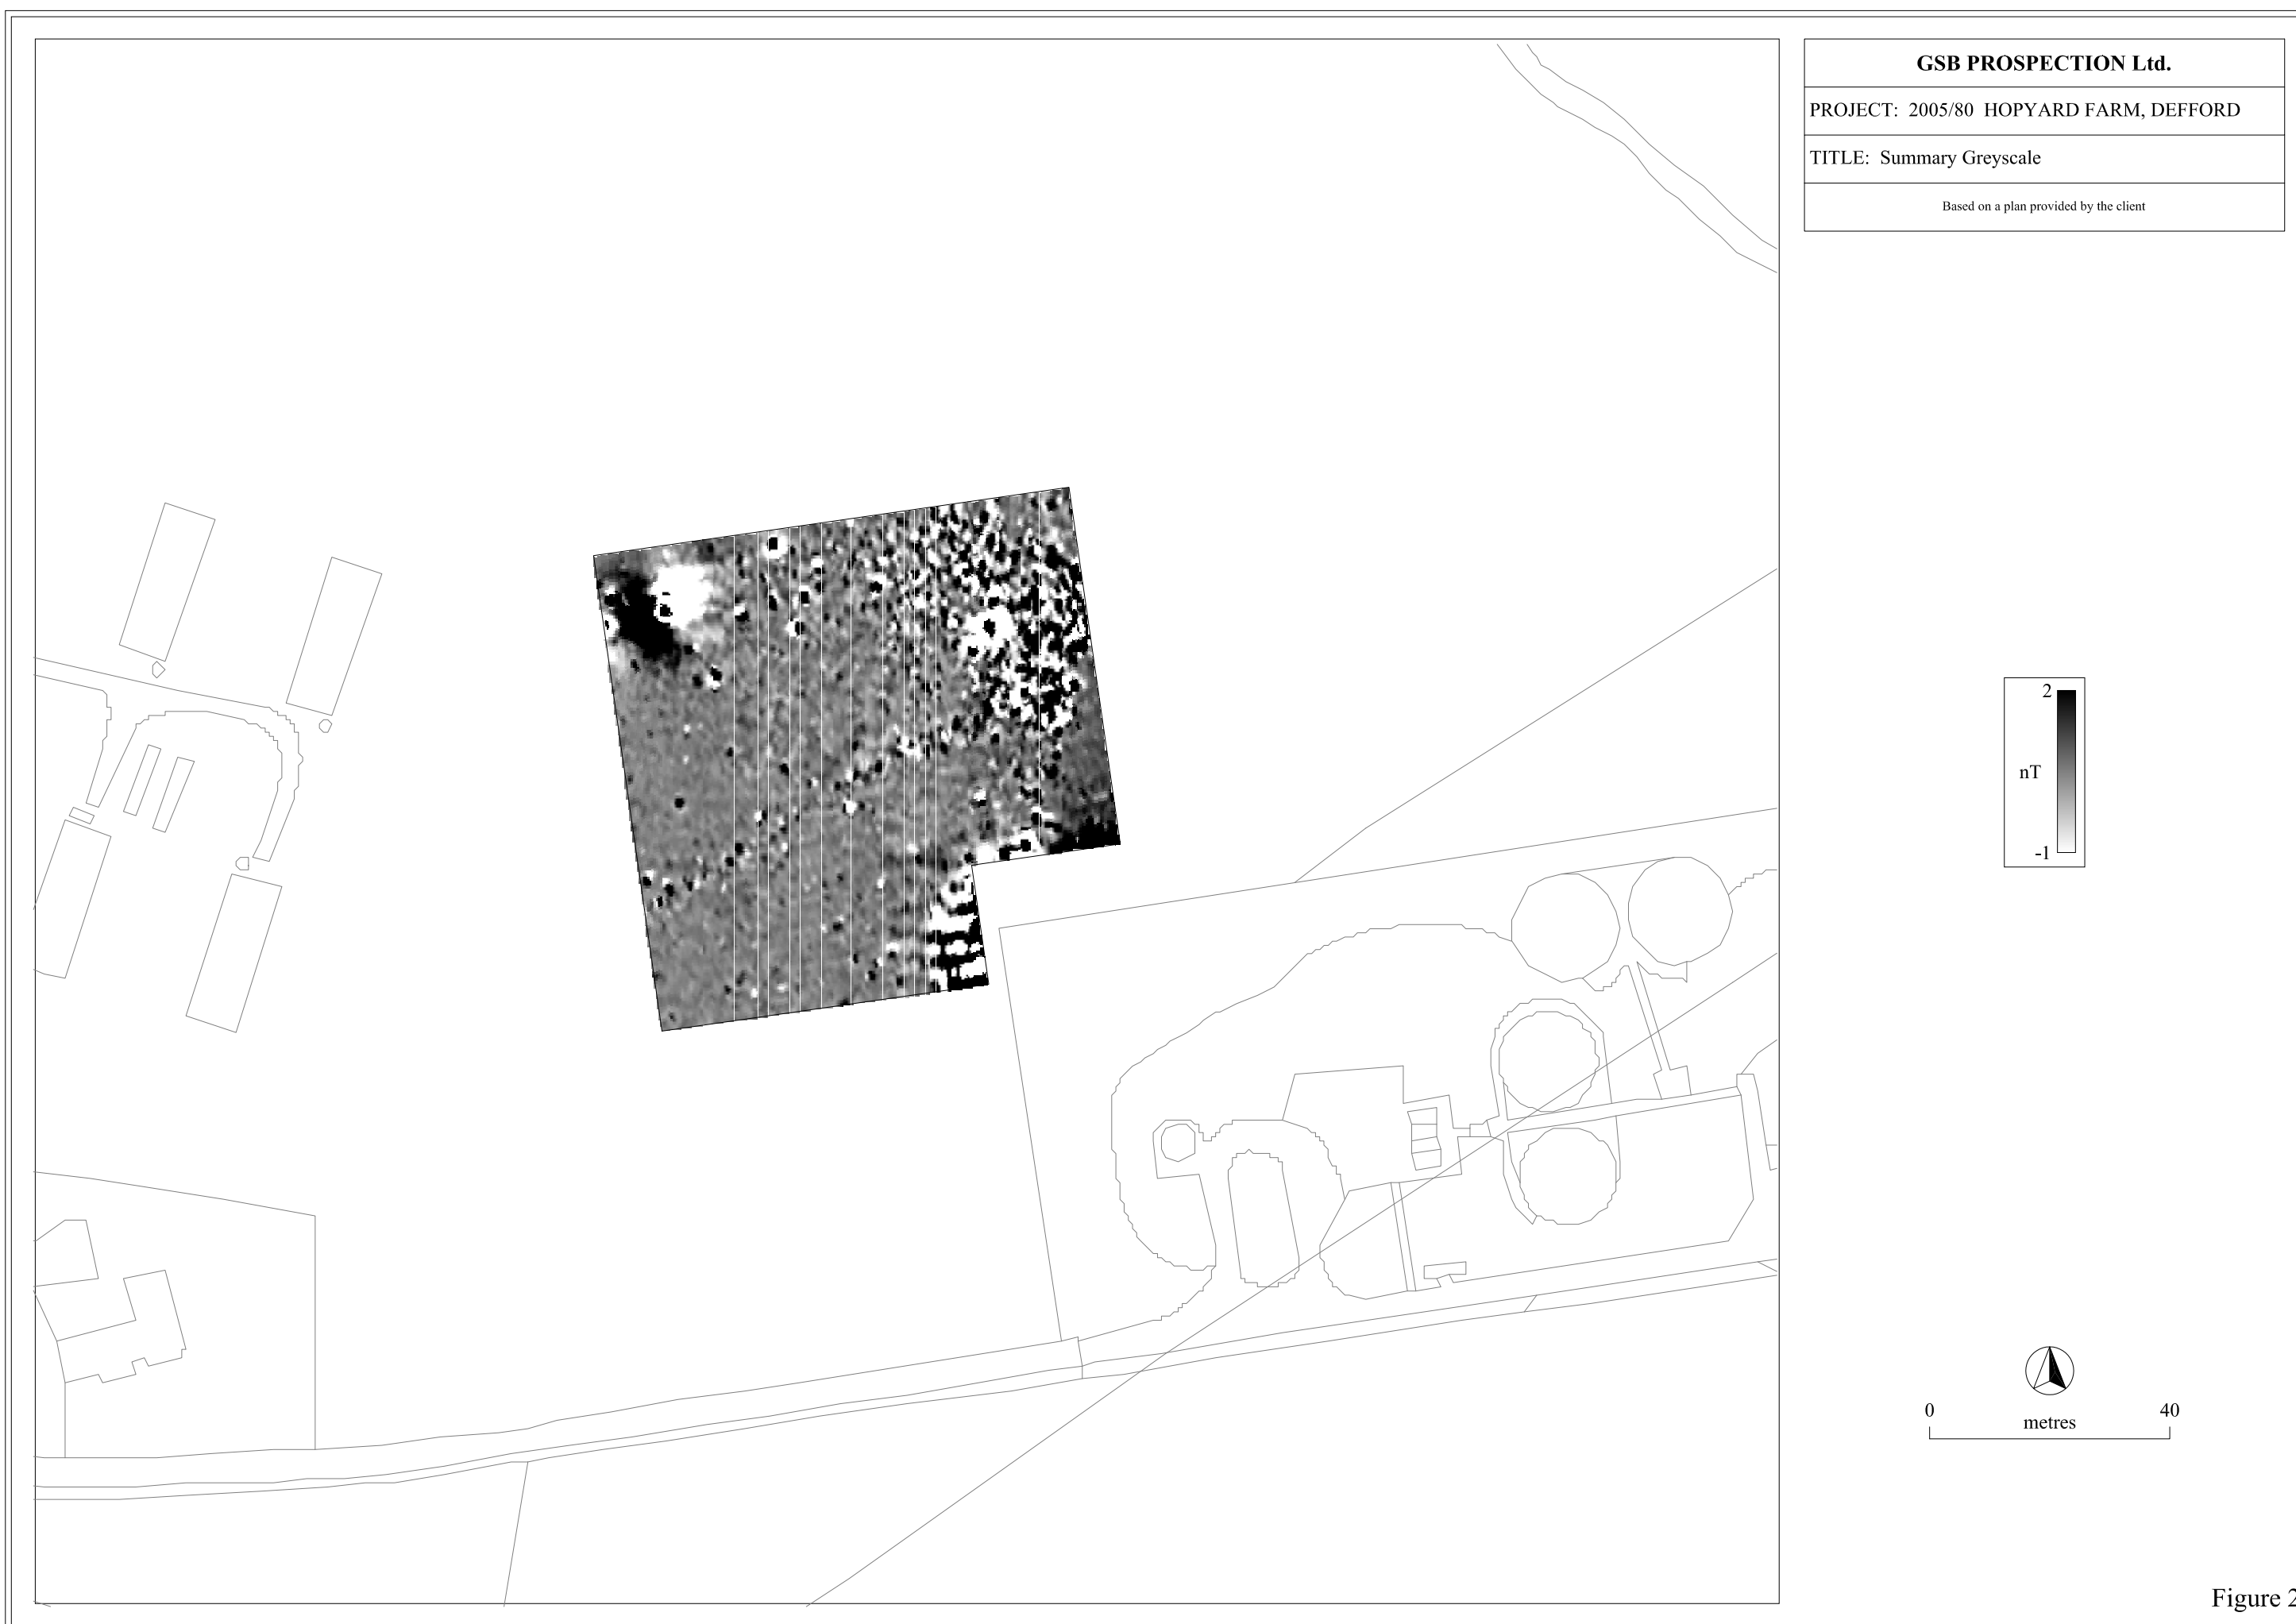 GSB PROSPECTION Ltd.
PROJECT: 2005/80 HOPYARD FARM, DEFFORD
TITLE: Summary Greyscale
Based on a plan provided by the client
2
nT
-1
0 40
metres
Figure 2